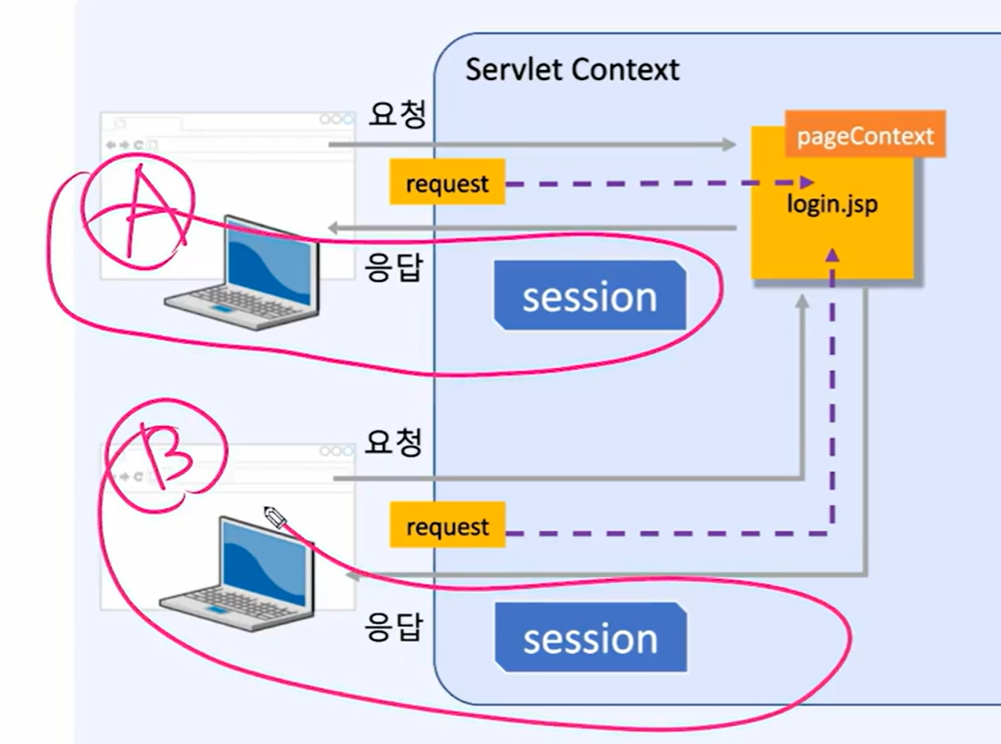 Servlet Context
요청
pageContext
request
login.jsp
A
응답
session
요청
B
request
응답
session